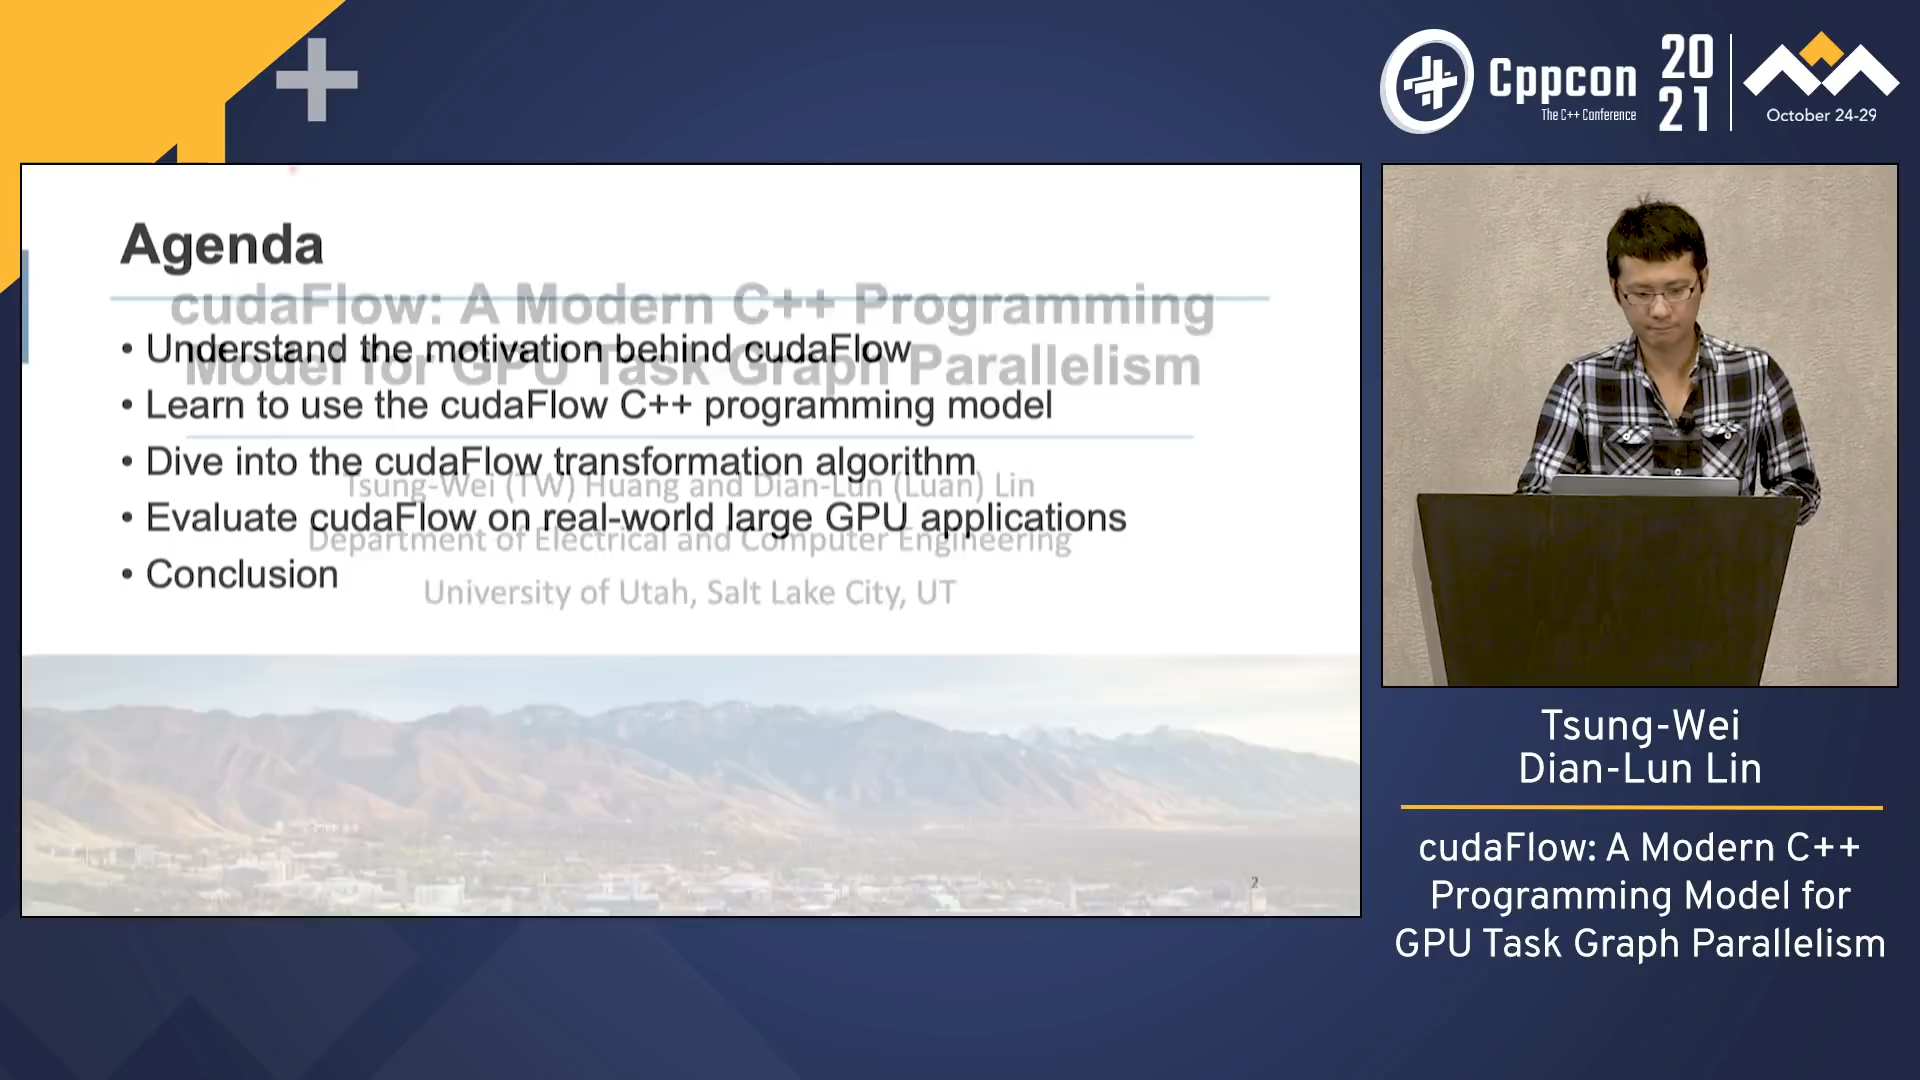 Cppcon
The C++ Conference
20
21
October 24-29
Agenda
cudaFlow: A Modern C++ Programming
Model for GPU Task Graph Parallelism
• Understand the motivation behind cudaFlow
• Learn to use the cudaFlow C++ programming model
• Dive into the cudaFlow transformation algorithm
• Evaluate cudaFlow on real-world large GPU applications
• Conclusion
Tsung-Wei (TW) Huang and Dian-Lun (Luan) Lin
Department of Electrical and Computer Engineering
University of Utah, Salt Lake City, UT
2
Tsung-Wei
Dian-Lun Lin
cudaFlow: A Modern C++
Programming Model for
GPU Task Graph Parallelism